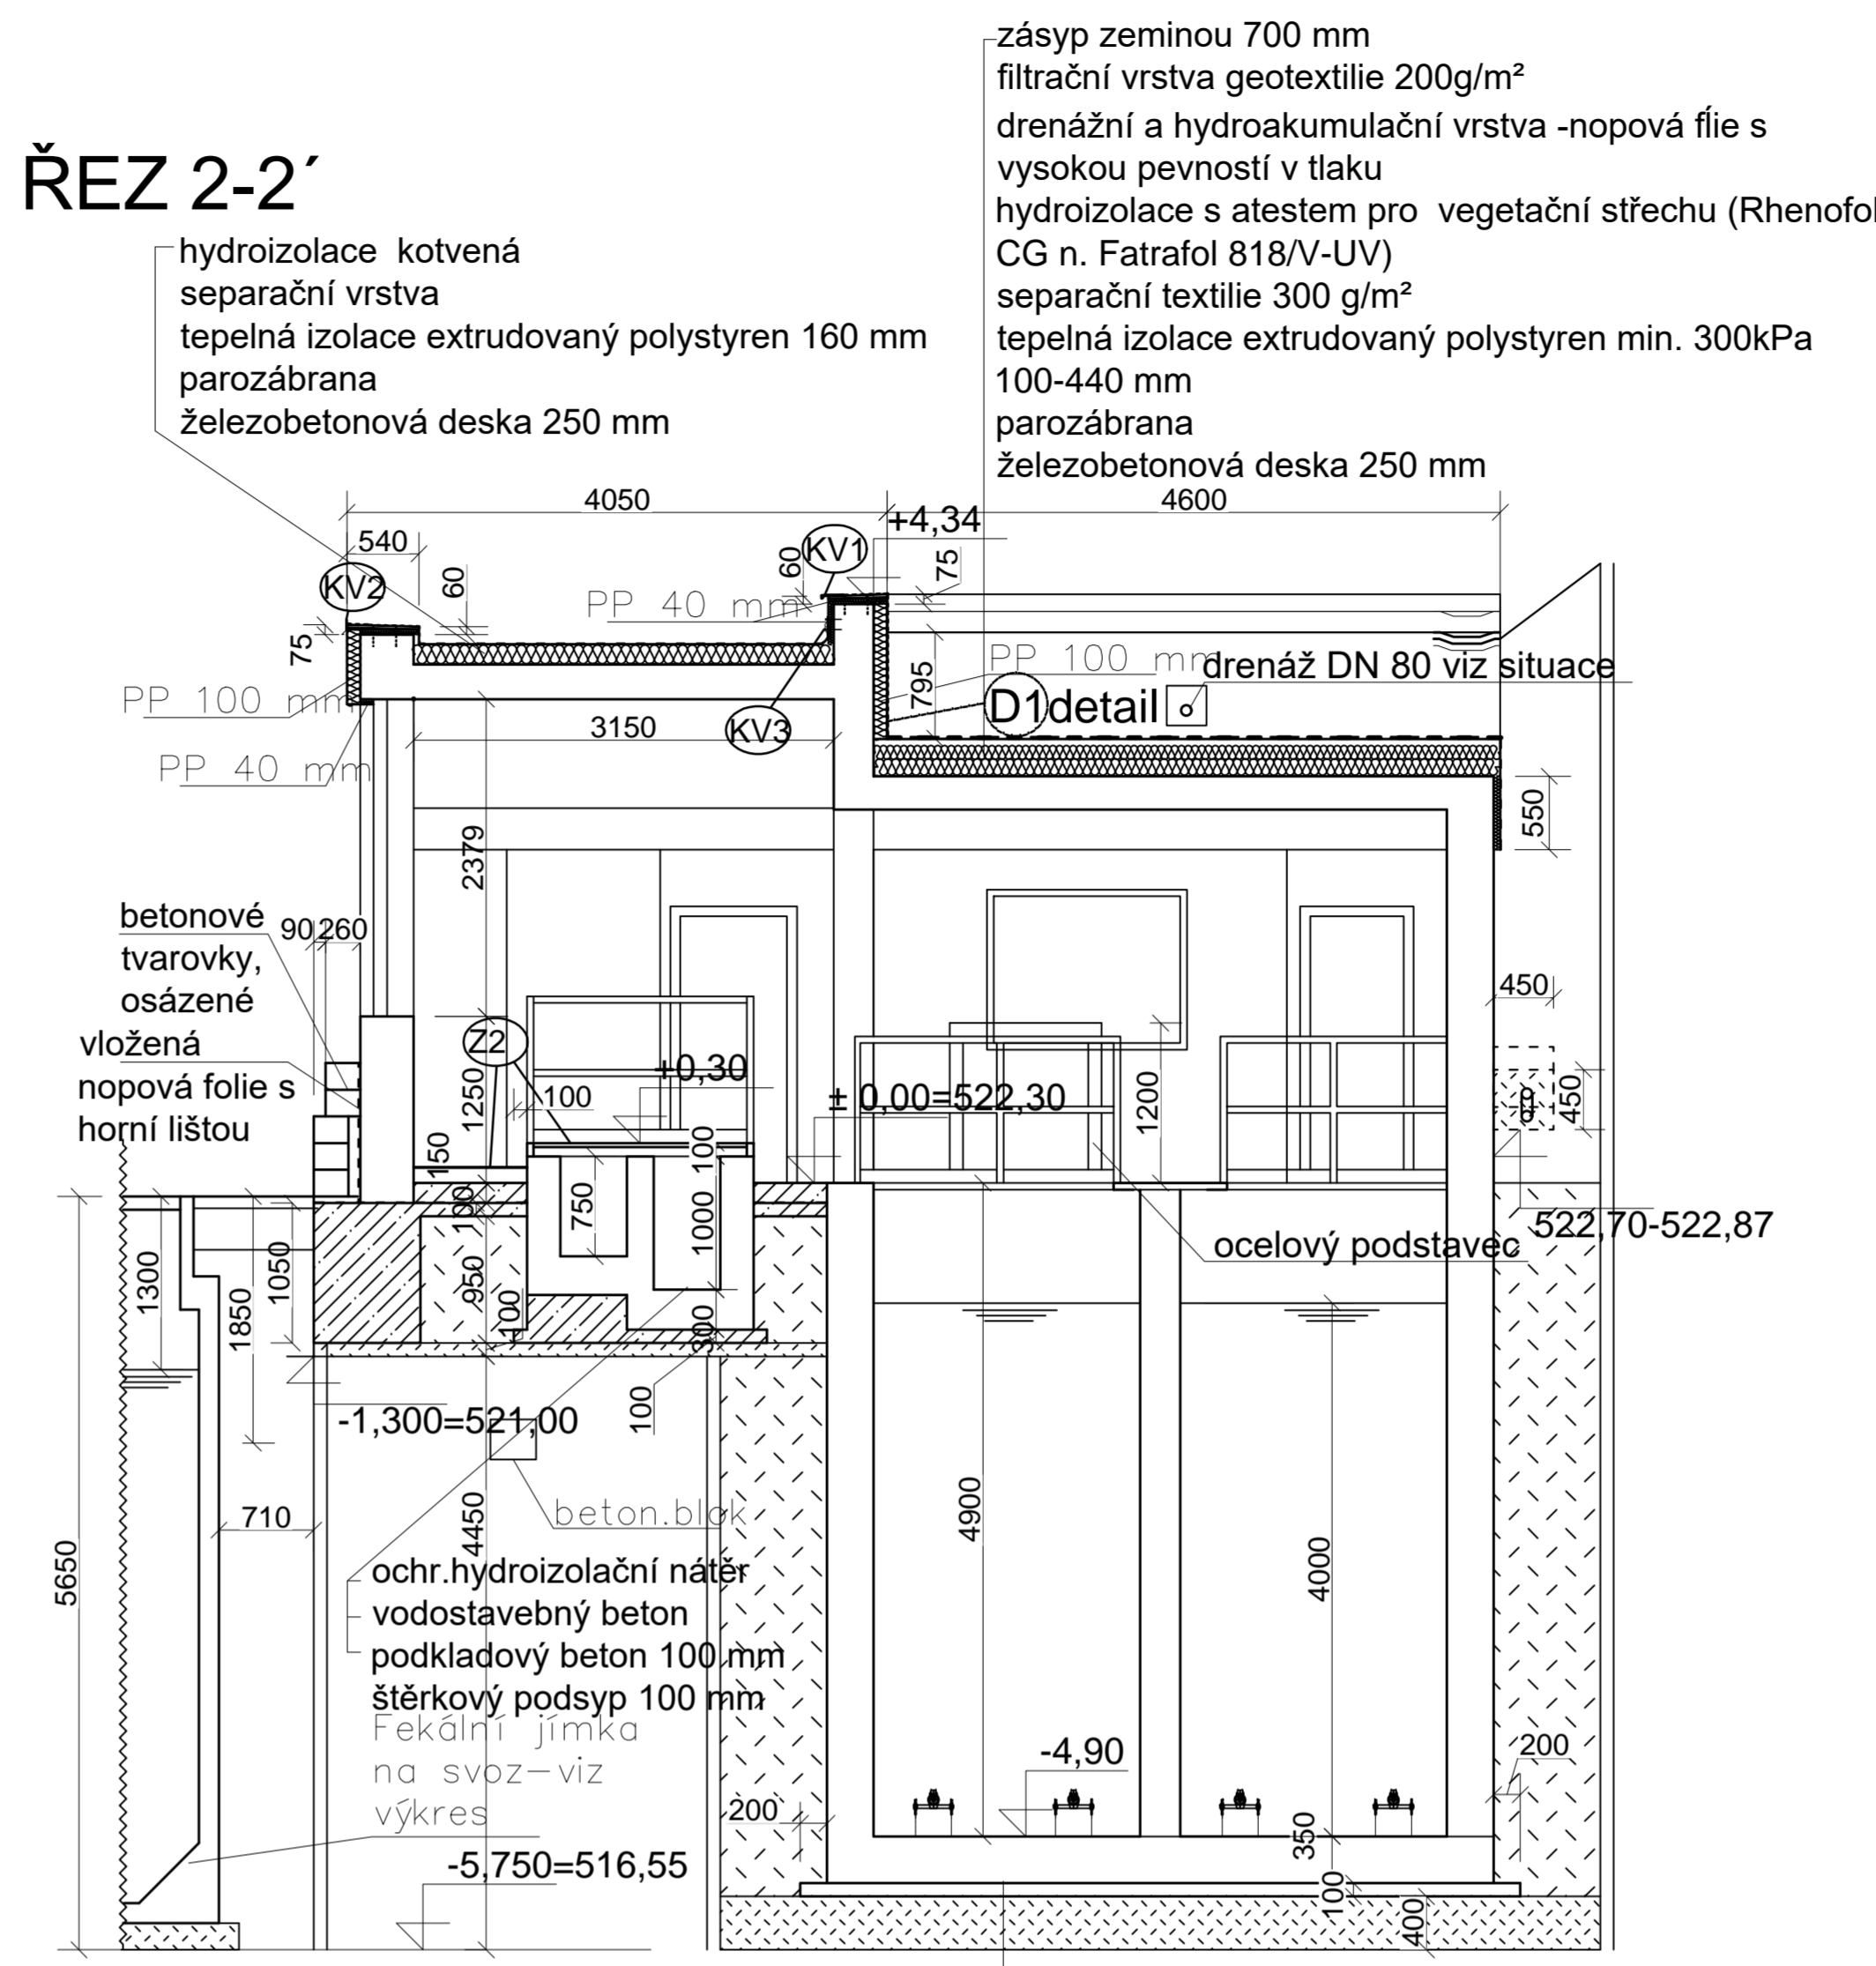 zásyp zeminou 700 mm
filtrační vrstva geotextilie 200g/m²
drenážní a hydroakumulační vrstva -nopová flie s
vysokou pevností v tlaku
hydroizolace s atestem pro vegetační střechu (Rhenofol
CG n. Fatrafol 818/V-UV)
separační textilie 300 g/m²
tepelná izolace extrudovaný polystyren min. 300kPa
100-440 mm
parozábrana
železobetonová deska 250 mm
ŘEZ 2-2´
hydroizolace kotvená
separační vrstva
tepelná izolace extrudovaný polystyren 160 mm
parozábrana
železobetonová deska 250 mm
4050
4600
+4,34
540
KV1
60
75
KV2
60
PP 40 mm
75
PP 100 mm
795
drenáž DN 80 viz situace
PP 100 mm
D1 detail
3150
KV3
PP 40 mm
550
2379
betonové
tvarovky,
osázené
90 260
450
vložená
nopová folie s
horní lištou
Z2
+0,30
1250
100
± 0,00=522,30
1200
450
150
100
100
750
1000
522,70-522,87
ocelový podstavec
1300
1850
1050
950
100
300
-1,300=521,00
100
beton.blok
710
4450
4900
4000
5650
ochr.hydroizolační nátěr
vodostavebný beton
podkladový beton 100 mm
štěrkový podsyp 100 mm
Fekální jímka
na svoz-viz
výkres
-4,90
200
200
350
-5,750=516,55
100
400